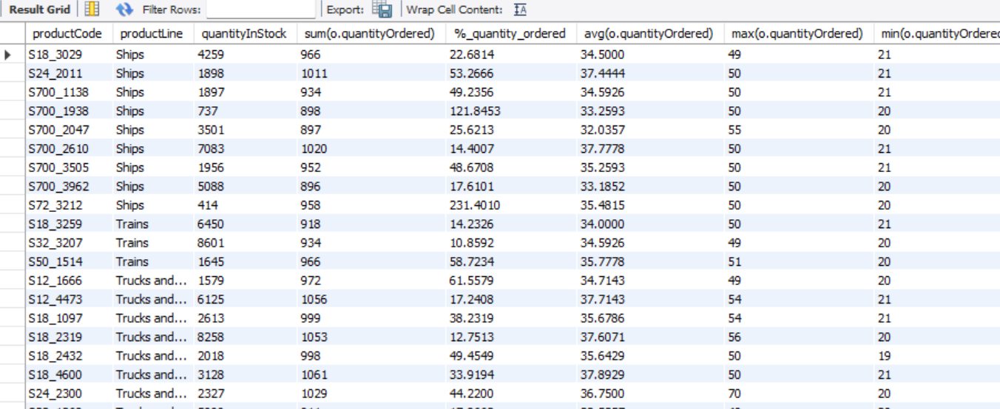 Result Grid Filter Rows: Export: Wrap Cell Content: IA
productCode productLine quantityInStock sum(o.quantityOrdered) %_quantity_ordered avg(o.quantityOrdered) max(o.quantityOrdered) min(o.quantityOrdered
S18_3029 Ships 4259 966 22.6814 34.5000 49 21
S24_2011 Ships 1898 1011 53.2666 37.4444 50 21
S700_1138 Ships 1897 934 49.2356 34.5926 50 21
S700_1938 Ships 737 898 121.8453 33.2593 50 20
S700_2047 Ships 3501 897 25.6213 32.0357 55 20
S700_2610 Ships 7083 1020 14.4007 37.7778 50 21
S700_3505 Ships 1956 952 48.6708 35.2593 50 21
S700_3962 Ships 5088 896 17.6101 33.1852 50 20
S72_3212 Ships 414 958 231.4010 35.4815 50 20
S18_3259 Trains 6450 918 14.2326 34.0000 50 21
S32_3207 Trains 8601 934 10.8592 34.5926 49 20
S50_1514 Trains 1645 966 58.7234 35.7778 51 20
S12_1666 Trucks and... 1579 972 61.5579 34.7143 49 20
S12_4473 Trucks and... 6125 1056 17.2408 37.7143 54 21
S18_1097 Trucks and... 2613 999 38.2319 35.6786 54 21
S18_2319 Trucks and... 8258 1053 12.7513 37.6071 56 20
S18_2432 Trucks and... 2018 998 49.4549 35.6429 50 19
S18_4600 Trucks and... 3128 1061 33.9194 37.8929 50 21
S24_2300 Trucks and... 2327 1029 44.2200 36.7500 70 20